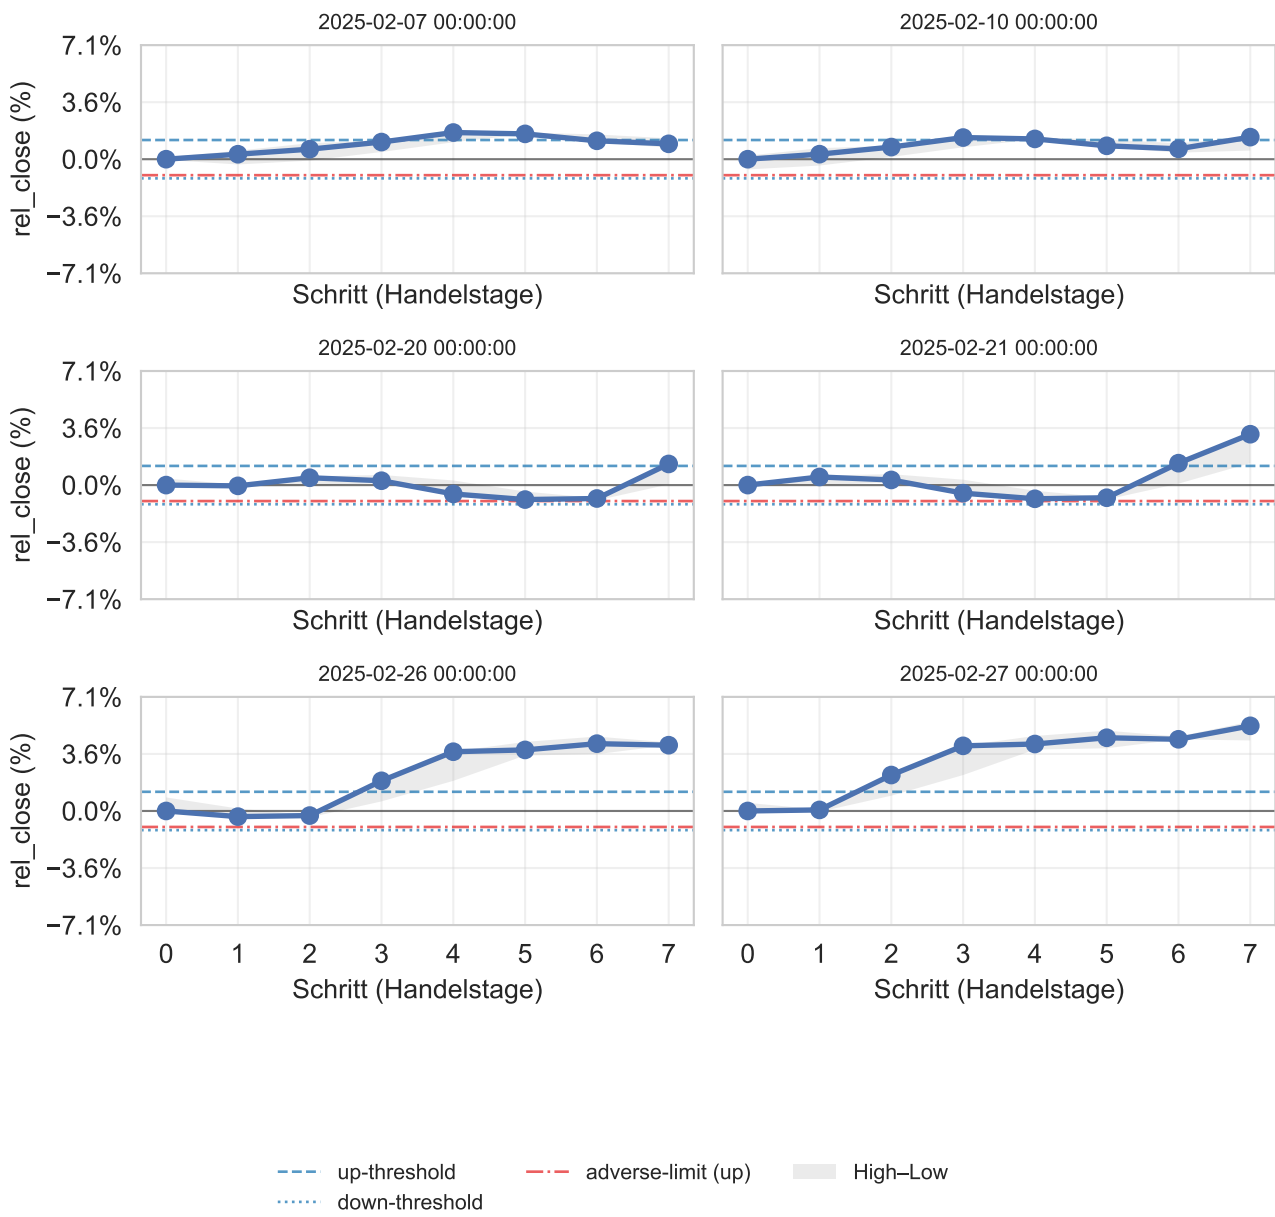 2025-02-07 00:00:00
2025-02-10 00:00:00
7.1%
3.6%
0.0%
−3.6%
−7.1%
rel_close (%)
Schritt (Handelstage)
Schritt (Handelstage)
2025-02-20 00:00:00
2025-02-21 00:00:00
7.1%
3.6%
0.0%
−3.6%
−7.1%
rel_close (%)
Schritt (Handelstage)
Schritt (Handelstage)
2025-02-26 00:00:00
2025-02-27 00:00:00
7.1%
3.6%
0.0%
−3.6%
−7.1%
rel_close (%)
0 1 2 3 4 5 6 7
0 1 2 3 4 5 6 7
Schritt (Handelstage)
Schritt (Handelstage)
up-threshold
down-threshold
adverse-limit (up)
High–Low